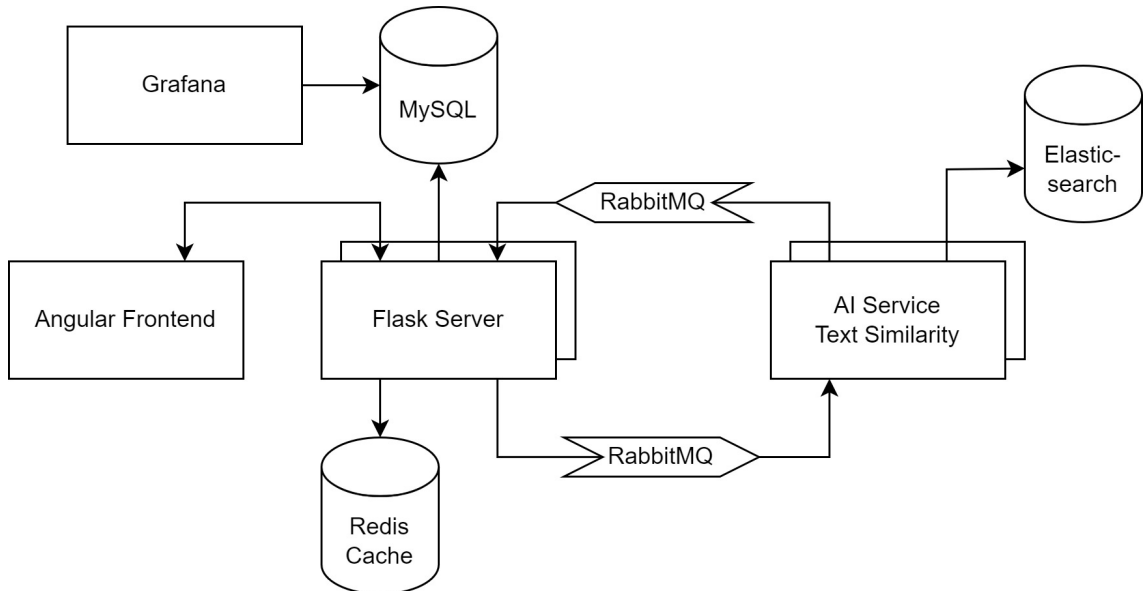 Grafana
MySQL
Elastic-
search
RabbitMQ
Angular Frontend
Flask Server
AI Service
Text Similarity
RabbitMQ
Redis
Cache